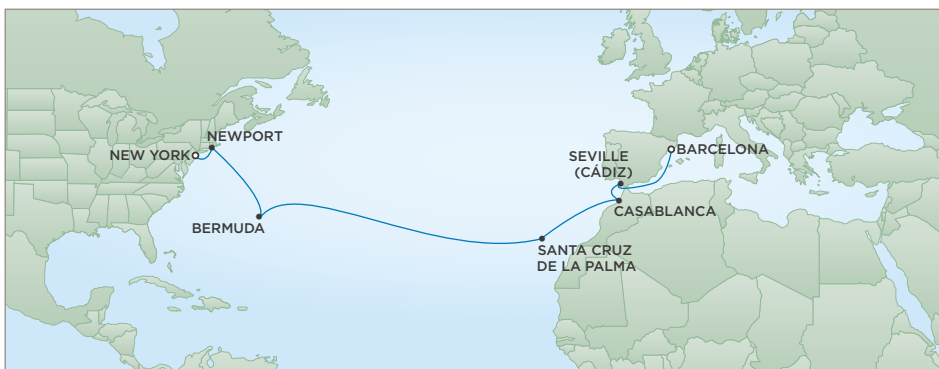 NEWPORT
NEW YORK
BERMUDA
SEVILLE
(CÁDIZ)
BARCELONA
CASABLANCA
SANTA CRUZ
DE LA PALMA